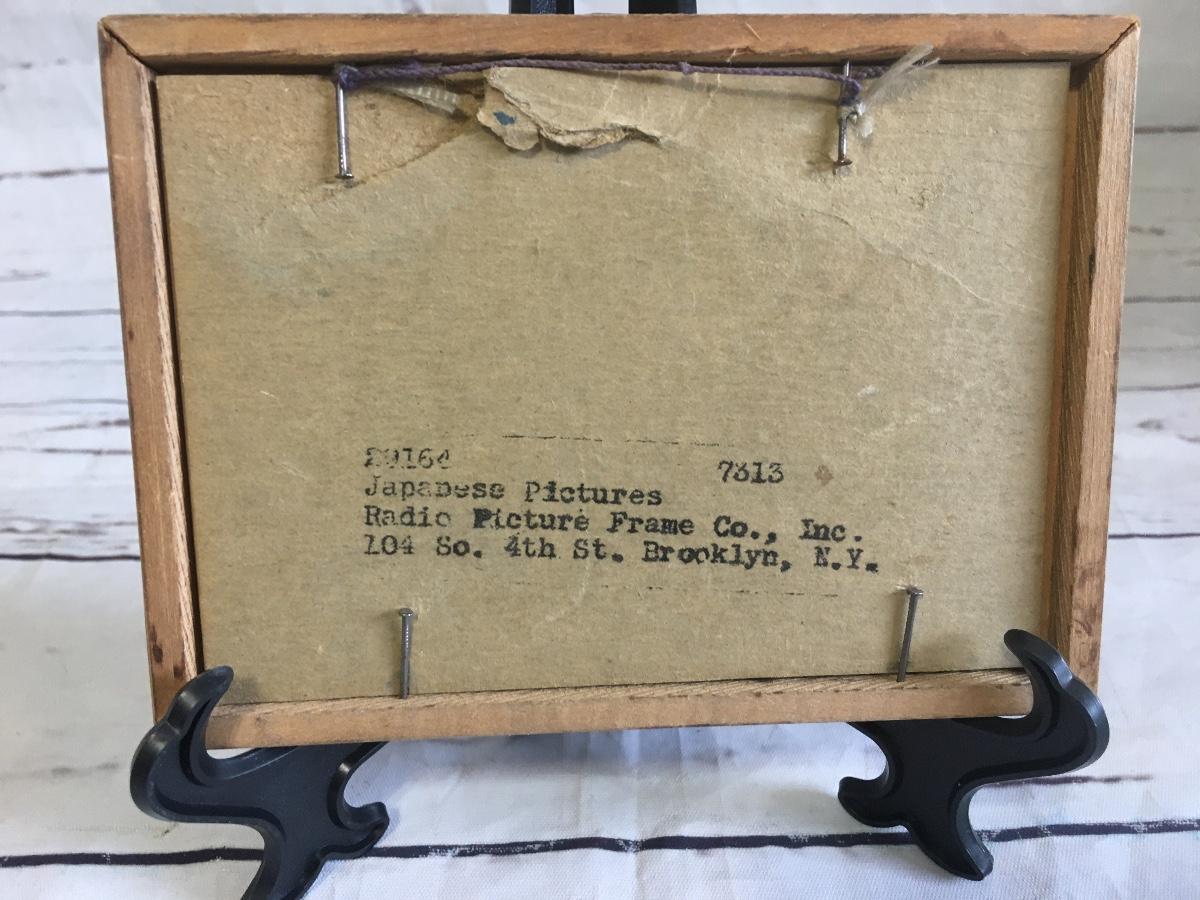 29164 7313
Japanese Pictures
Radio Picture Frame Co., Inc.
104 So. 4th St. Brooklyn, N.Y.